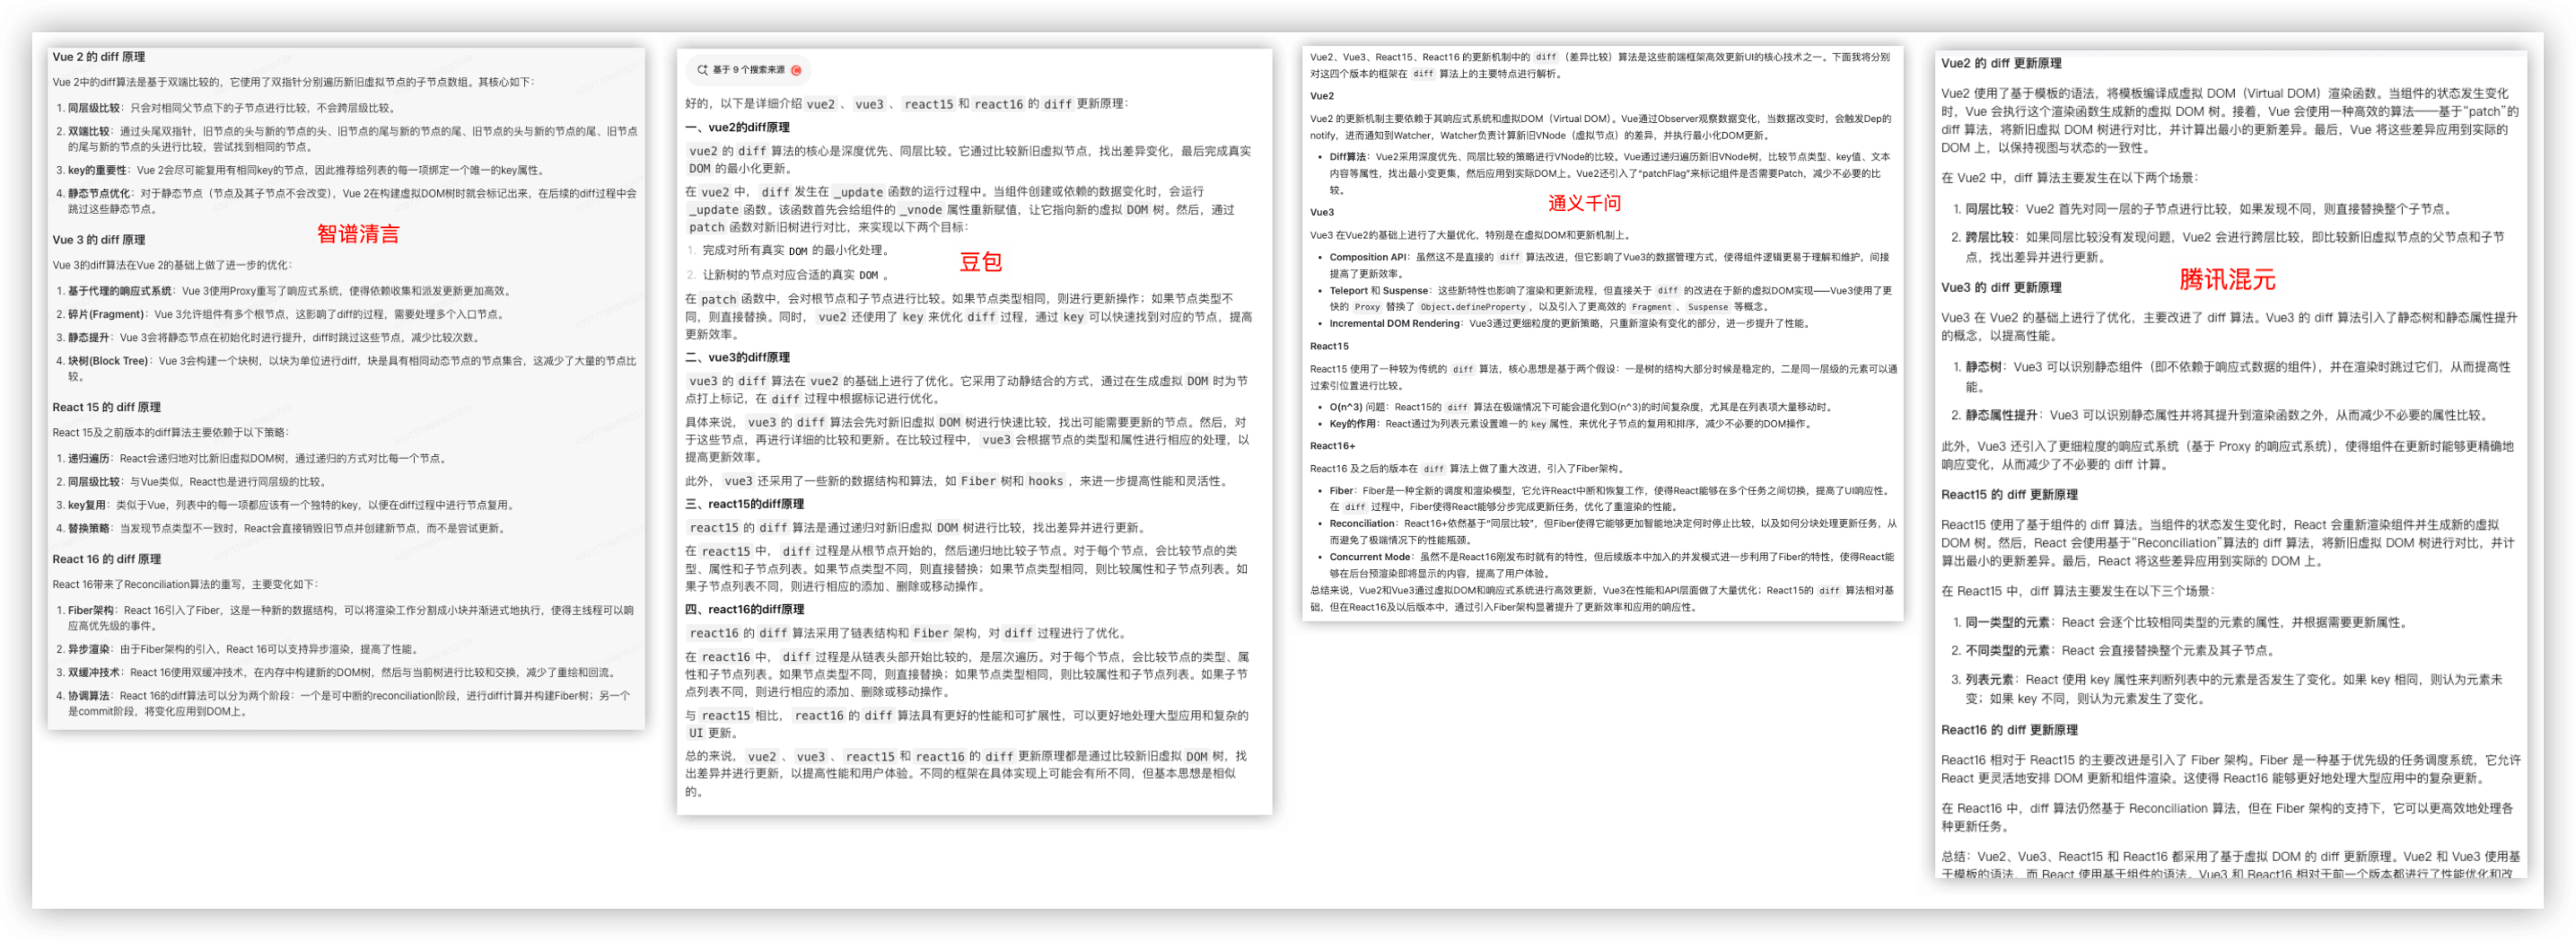 Vue 2 的 diff 原理
Vue 2中的diff算法是基于双端比较的，它使用了双指针分别遍历新旧虚拟节点的子节点数组。其核心如下：
1. 同层级比较：只会对相同父节点下的子节点进行比较，不会跨层级比较。
2. 双端比较：通过头尾双指针，旧节点的头与新的节点的头、旧节点的尾与新的节点的尾、旧节点的头与新的节点的尾、旧节点
的尾与新的节点的头进行比较，尝试找到相同的节点。
3. key的重要性：Vue 2会尽可能复用有相同key的节点，因此推荐给列表的每一项绑定一个唯一的key属性。
4. 静态节点优化：对于静态节点（节点及其子节点不会改变），Vue 2在构建虚拟DOM树时就会标记出来，在后续的diff过程中会
跳过这些静态节点。
智谱清言
Vue 3 的 diff 原理
Vue 3的diff算法在Vue 2的基础上做了进一步的优化：
1. 基于代理的响应式系统：Vue 3使用Proxy重写了响应式系统，使得依赖收集和派发更新更加高效。
2. 碎片(Fragment)：Vue 3允许组件有多个根节点，这影响了diff的过程，需要处理多个入口节点。
3. 静态提升：Vue 3会将静态节点在初始化时进行提升，diff时跳过这些节点，减少比较次数。
4. 块树(Block Tree)：Vue 3会构建一个块树，以块为单位进行diff，块是具有相同动态节点的节点集合，这减少了大量的节点比
较。
React 15 的 diff 原理
React 15及之前版本的diff算法主要依赖于以下策略：
1. 递归遍历：React会递归地对比新旧虚拟DOM树，通过递归的方式对比每一个节点。
2. 同层级比较：与Vue类似，React也是进行同层级的比较。
3. key复用：类似于Vue，列表中的每一项都应该有一个独特的key，以便在diff过程中进行节点复用。
4. 替换策略：当发现节点类型不一致时，React会直接销毁旧节点并创建新节点，而不是尝试更新。
React 16 的 diff 原理
React 16带来了Reconciliation算法的重写，主要变化如下：
1. Fiber架构：React 16引入了Fiber，这是一种新的数据结构，可以将渲染工作分割成小块并渐进式地执行，使得主线程可以响
应高优先级的事件。
2. 异步渲染：由于Fiber架构的引入，React 16可以支持异步渲染，提高了性能。
3. 双缓冲技术：React 16使用双缓冲技术，在内存中构建新的DOM树，然后与当前树进行比较和交换，减少了重绘和回流。
4. 协调算法：React 16的diff算法可以分为两个阶段：一个是可中断的reconciliation阶段，进行diff计算并构建Fiber树；另一个
是commit阶段，将变化应用到DOM上。
基于 9 个搜索来源
好的，以下是详细介绍 vue2 、 vue3 、 react15 和 react16 的 diff 更新原理：
一、vue2的diff原理
vue2 的 diff 算法的核心是深度优先、同层比较。它通过比较新旧虚拟节点，找出差异变化，最后完成真实
DOM 的最小化更新。
在 vue2 中， diff 发生在 _update 函数的运行过程中。当组件创建或依赖的数据变化时，会运行
_update 函数。该函数首先会给组件的 _vnode 属性重新赋值，让它指向新的虚拟 DOM 树。然后，通过
patch 函数对新旧树进行对比，来实现以下两个目标：
1. 完成对所有真实 DOM 的最小化处理。
2. 让新树的节点对应合适的真实 DOM 。
豆包
在 patch 函数中，会对根节点和子节点进行比较。如果节点类型相同，则进行更新操作；如果节点类型不
同，则直接替换。同时， vue2 还使用了 key 来优化 diff 过程，通过 key 可以快速找到对应的节点，提高
更新效率。
二、vue3的diff原理
vue3 的 diff 算法在 vue2 的基础上进行了优化。它采用了动静结合的方式，通过在生成虚拟 DOM 时为节
点打上标记，在 diff 过程中根据标记进行优化。
具体来说， vue3 的 diff 算法会先对新旧虚拟 DOM 树进行快速比较，找出可能需要更新的节点。然后，对
于这些节点，再进行详细的比较和更新。在比较过程中， vue3 会根据节点的类型和属性进行相应的处理，以
提高更新效率。
此外， vue3 还采用了一些新的数据结构和算法，如 Fiber 树和 hooks ，来进一步提高性能和灵活性。
三、react15的diff原理
react15 的 diff 算法是通过递归对新旧虚拟 DOM 树进行比较，找出差异并进行更新。
在 react15 中， diff 过程是从根节点开始的，然后递归地比较子节点。对于每个节点，会比较节点的类
型、属性和子节点列表。如果节点类型不同，则直接替换；如果节点类型相同，则比较属性和子节点列表。如
果子节点列表不同，则进行相应的添加、删除或移动操作。
四、react16的diff原理
react16 的 diff 算法采用了链表结构和 Fiber 架构，对 diff 过程进行了优化。
在 react16 中， diff 过程是从链表头部开始比较的，是层次遍历。对于每个节点，会比较节点的类型、属
性和子节点列表。如果节点类型不同，则直接替换；如果节点类型相同，则比较属性和子节点列表。如果子节
点列表不同，则进行相应的添加、删除或移动操作。
与 react15 相比， react16 的 diff 算法具有更好的性能和可扩展性，可以更好地处理大型应用和复杂的
UI 更新。
总的来说， vue2 、 vue3 、 react15 和 react16 的 diff 更新原理都是通过比较新旧虚拟 DOM 树，找
出差异并进行更新，以提高性能和用户体验。不同的框架在具体实现上可能会有所不同，但基本思想是相似
的。
Vue2、Vue3、React15、React16 的更新机制中的 diff （差异比较）算法是这些前端框架高效更新UI的核心技术之一。下面我将分别
对这四个版本的框架在 diff 算法上的主要特点进行解析。
Vue2
Vue2 的更新机制主要依赖于其响应式系统和虚拟DOM（Virtual DOM）。Vue通过Observer观察数据变化，当数据改变时，会触发Dep的
notify，进而通知到Watcher，Watcher负责计算新旧VNode（虚拟节点）的差异，并执行最小化DOM更新。
• Diff算法：Vue2采用深度优先、同层比较的策略进行VNode的比较。Vue通过递归遍历新旧VNode树，比较节点类型、key值、文本
内容等属性，找出最小变更集，然后应用到实际DOM上。Vue2还引入了“patchFlag”来标记组件是否需要Patch，减少不必要的比
较。
通义千问
Vue3
Vue3 在Vue2的基础上进行了大量优化，特别是在虚拟DOM和更新机制上。
• Composition API：虽然这不是直接的 diff 算法改进，但它影响了Vue3的数据管理方式，使得组件逻辑更易于理解和维护，间接
提高了更新效率。
• Teleport 和 Suspense：这些新特性也影响了渲染和更新流程，但直接关于 diff 的改进在于新的虚拟DOM实现——Vue3使用了更
快的 Proxy 替换了 Object.defineProperty ，以及引入了更高效的 Fragment 、 Suspense 等概念。
• Incremental DOM Rendering：Vue3通过更细粒度的更新策略，只重新渲染有变化的部分，进一步提升了性能。
React15
React15 使用了一种较为传统的 diff 算法，核心思想是基于两个假设：一是树的结构大部分时候是稳定的，二是同一层级的元素可以通
过索引位置进行比较。
• O(n^3) 问题：React15的 diff 算法在极端情况下可能会退化到O(n^3)的时间复杂度，尤其是在列表项大量移动时。
• Key的作用：React通过为列表元素设置唯一的 key 属性，来优化子节点的复用和排序，减少不必要的DOM操作。
React16+
React16 及之后的版本在 diff 算法上做了重大改进，引入了Fiber架构。
• Fiber：Fiber是一种全新的调度和渲染模型，它允许React中断和恢复工作，使得React能够在多个任务之间切换，提高了UI响应性。
在 diff 过程中，Fiber使得React能够分步完成更新任务，优化了重渲染的性能。
• Reconciliation：React16+依然基于“同层比较”，但Fiber使得它能够更加智能地决定何时停止比较，以及如何分块处理更新任务，从
而避免了极端情况下的性能瓶颈。
• Concurrent Mode：虽然不是React16刚发布时就有的特性，但后续版本中加入的并发模式进一步利用了Fiber的特性，使得React能
够在后台预渲染即将显示的内容，提高了用户体验。
总结来说，Vue2和Vue3通过虚拟DOM和响应式系统进行高效更新，Vue3在性能和API层面做了大量优化；React15的 diff 算法相对基
础，但在React16及以后版本中，通过引入Fiber架构显著提升了更新效率和应用的响应性。
Vue2 的 diff 更新原理
Vue2 使用了基于模板的语法，将模板编译成虚拟 DOM（Virtual DOM）渲染函数。当组件的状态发生变化
时，Vue 会执行这个渲染函数生成新的虚拟 DOM 树。接着，Vue 会使用一种高效的算法——基于“patch”的
diff 算法，将新旧虚拟 DOM 树进行对比，并计算出最小的更新差异。最后，Vue 将这些差异应用到实际的
DOM 上，以保持视图与状态的一致性。
在 Vue2 中，diff 算法主要发生在以下两个场景：
1. 同层比较：Vue2 首先对同一层的子节点进行比较，如果发现不同，则直接替换整个子节点。
2. 跨层比较：如果同层比较没有发现问题，Vue2 会进行跨层比较，即比较新旧虚拟节点的父节点和子节
点，找出差异并进行更新。
腾讯混元
Vue3 的 diff 更新原理
Vue3 在 Vue2 的基础上进行了优化，主要改进了 diff 算法。Vue3 的 diff 算法引入了静态树和静态属性提升
的概念，以提高性能。
1. 静态树：Vue3 可以识别静态组件（即不依赖于响应式数据的组件），并在渲染时跳过它们，从而提高性
能。
2. 静态属性提升：Vue3 可以识别静态属性并将其提升到渲染函数之外，从而减少不必要的属性比较。
此外，Vue3 还引入了更细粒度的响应式系统（基于 Proxy 的响应式系统），使得组件在更新时能够更精确地
响应变化，从而减少了不必要的 diff 计算。
React15 的 diff 更新原理
React15 使用了基于组件的 diff 算法。当组件的状态发生变化时，React 会重新渲染组件并生成新的虚拟
DOM 树。然后，React 会使用基于“Reconciliation”算法的 diff 算法，将新旧虚拟 DOM 树进行对比，并计
算出最小的更新差异。最后，React 将这些差异应用到实际的 DOM 上。
在 React15 中，diff 算法主要发生在以下三个场景：
1. 同一类型的元素：React 会逐个比较相同类型的元素的属性，并根据需要更新属性。
2. 不同类型的元素：React 会直接替换整个元素及其子节点。
3. 列表元素：React 使用 key 属性来判断列表中的元素是否发生了变化。如果 key 相同，则认为元素未
变；如果 key 不同，则认为元素发生了变化。
React16 的 diff 更新原理
React16 相对于 React15 的主要改进是引入了 Fiber 架构。Fiber 是一种基于优先级的任务调度系统，它允许
React 更灵活地安排 DOM 更新和组件渲染。这使得 React16 能够更好地处理大型应用中的复杂更新。
在 React16 中，diff 算法仍然基于 Reconciliation 算法，但在 Fiber 架构的支持下，它可以更高效地处理各
种更新任务。
总结：Vue2、Vue3、React15 和 React16 都采用了基于虚拟 DOM 的 diff 更新原理。Vue2 和 Vue3 使用基
于模板的语法，而 React 使用基于组件的语法。Vue3 和 React16 相对于前一个版本都进行了性能优化和改